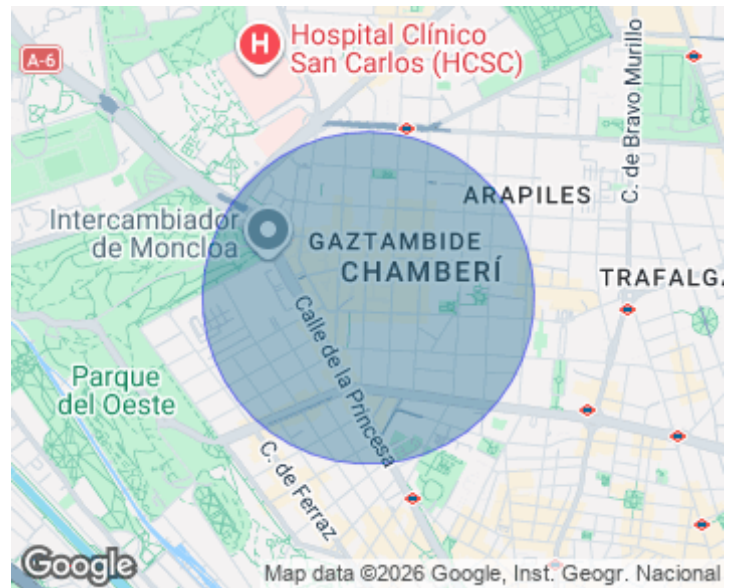 Hospital Clínico
San Carlos (HCSC)
H
A-6
C. de Bravo Murillo
ARAPILES
Intercambiador
de Moncloa
GAZTAMBIDE
CHAMBERÍ
TRAFALGA
Calle de la Princesa
Parque
del Oeste
C. de Ferraz
Google
Map data ©2026 Google, Inst. Geogr. Nacional